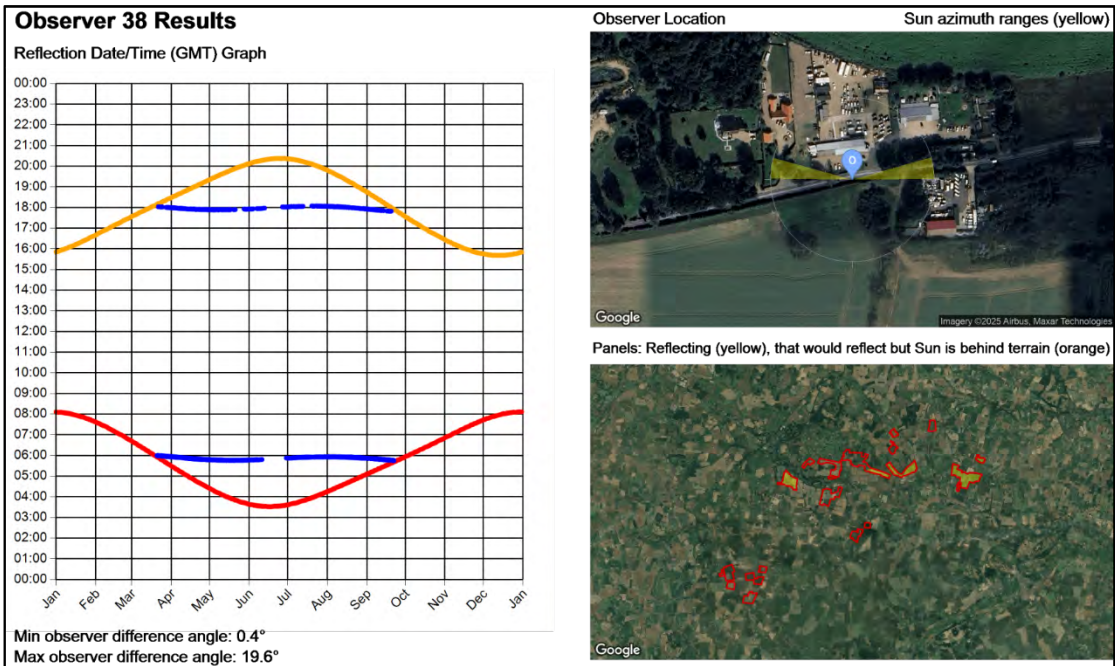 Observer 38 Results
Reflection Date/Time (GMT) Graph
00:00
23:00
22:00
21:00
20:00
19:00
18:00
17:00
16:00
15:00
14:00
13:00
12:00
11:00
10:00
09:00
08:00
07:00
06:00
05:00
04:00
03:00
02:00
01:00
00:00
Jan Feb Mar Apr May Jun Jul Aug Sep Oct Nov Dec Jan
Min observer difference angle: 0.4°
Max observer difference angle: 19.6°
Observer Location Sun azimuth ranges (yellow)
O
Google
Imagery ©2025 Airbus, Maxar Technologies
Panels: Reflecting (yellow), that would reflect but Sun is behind terrain (orange)
Google